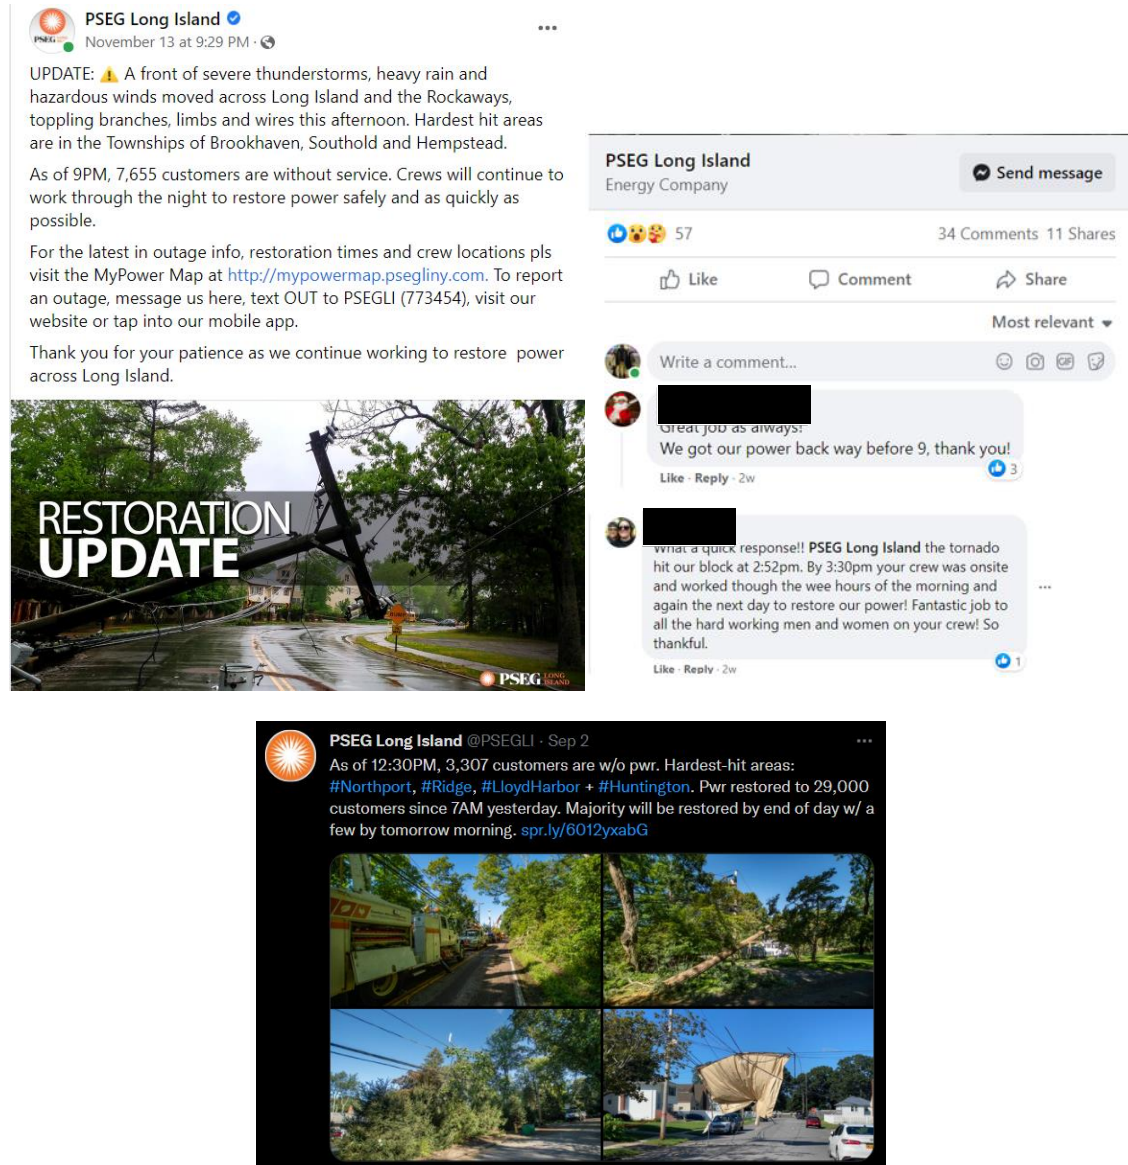 PSEG Long Island
November 13 at 9:29 PM ·
UPDATE: ⚠️ A front of severe thunderstorms, heavy rain and
hazardous winds moved across Long Island and the Rockaways,
toppling branches, limbs and wires this afternoon. Hardest hit areas
are in the Townships of Brookhaven, Southold and Hempstead.
As of 9PM, 7,655 customers are without service. Crews will continue to
work through the night to restore power safely and as quickly as
possible.
For the latest in outage info, restoration times and crew locations pls
visit the MyPower Map at http://mypowermap.psegliny.com. To report
an outage, message us here, text OUT to PSEGLI (773454), visit our
website or tap into our mobile app.
Thank you for your patience as we continue working to restore power
across Long Island.
RESTORATION
UPDATE
PSEG LONG ISLAND
PSEG Long Island
Energy Company
Send message
57
34 Comments 11 Shares
Like Comment Share
Most relevant
Write a comment...
GIF
Great job as always!
We got our power back way before 9, thank you!
3
Like · Reply · 2w
What a quick response!! PSEG Long Island the tornado
hit our block at 2:52pm. By 3:30pm your crew was onsite
and worked though the wee hours of the morning and
again the next day to restore our power! Fantastic job to
all the hard working men and women on your crew! So
thankful.
1
Like · Reply · 2w
PSEG Long Island @PSEGLI · Sep 2
As of 12:30PM, 3,307 customers are w/o pwr. Hardest-hit areas:
#Northport, #Ridge, #LloydHarbor + #Huntington. Pwr restored to 29,000
customers since 7AM yesterday. Majority will be restored by end of day w/ a
few by tomorrow morning. spr.ly/6012yxabG